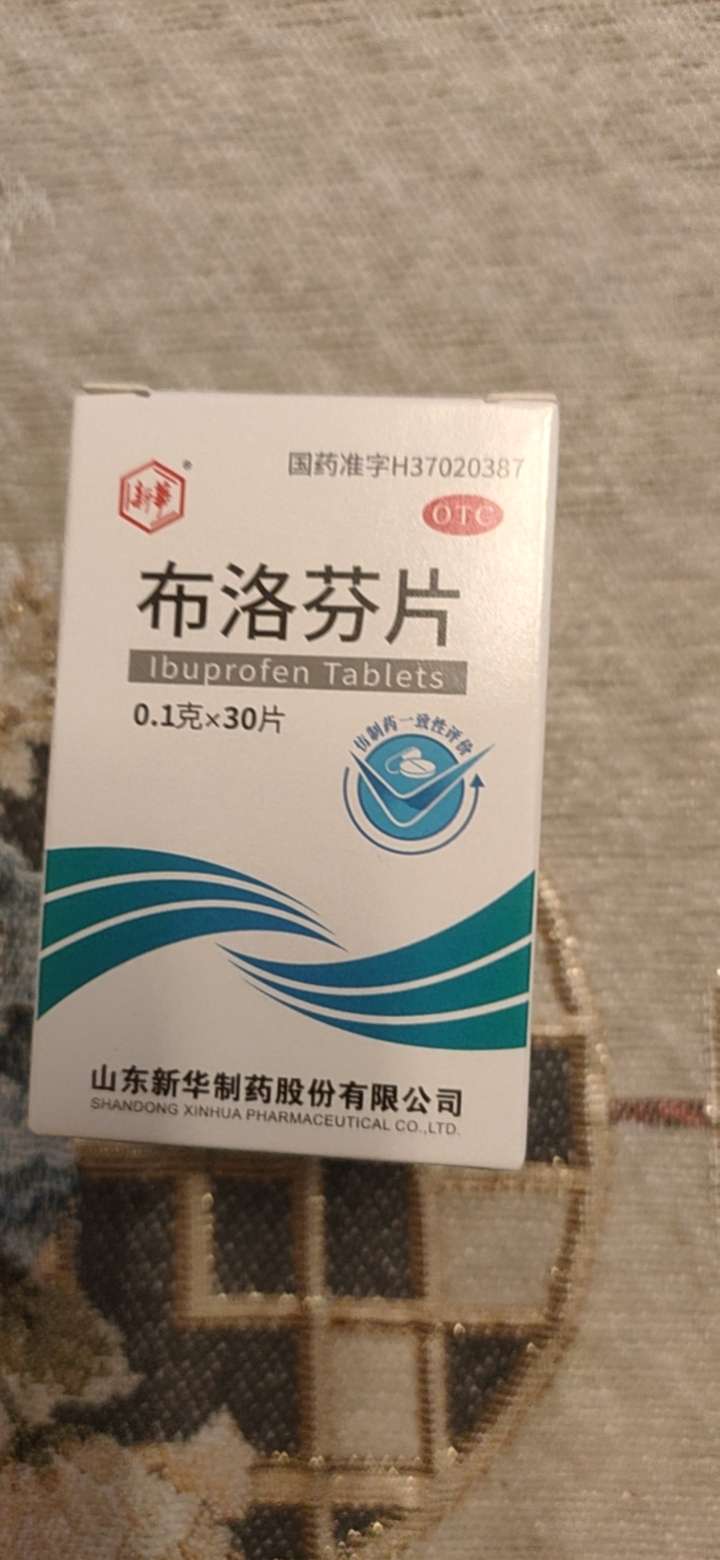 新華®
国药准字H37020387
OTC
布洛芬片
Ibuprofen Tablets
0.1克×30片
仿制药一致性评价
山东新华制药股份有限公司
SHANDONG XINHUA PHARMACEUTICAL CO.,LTD.